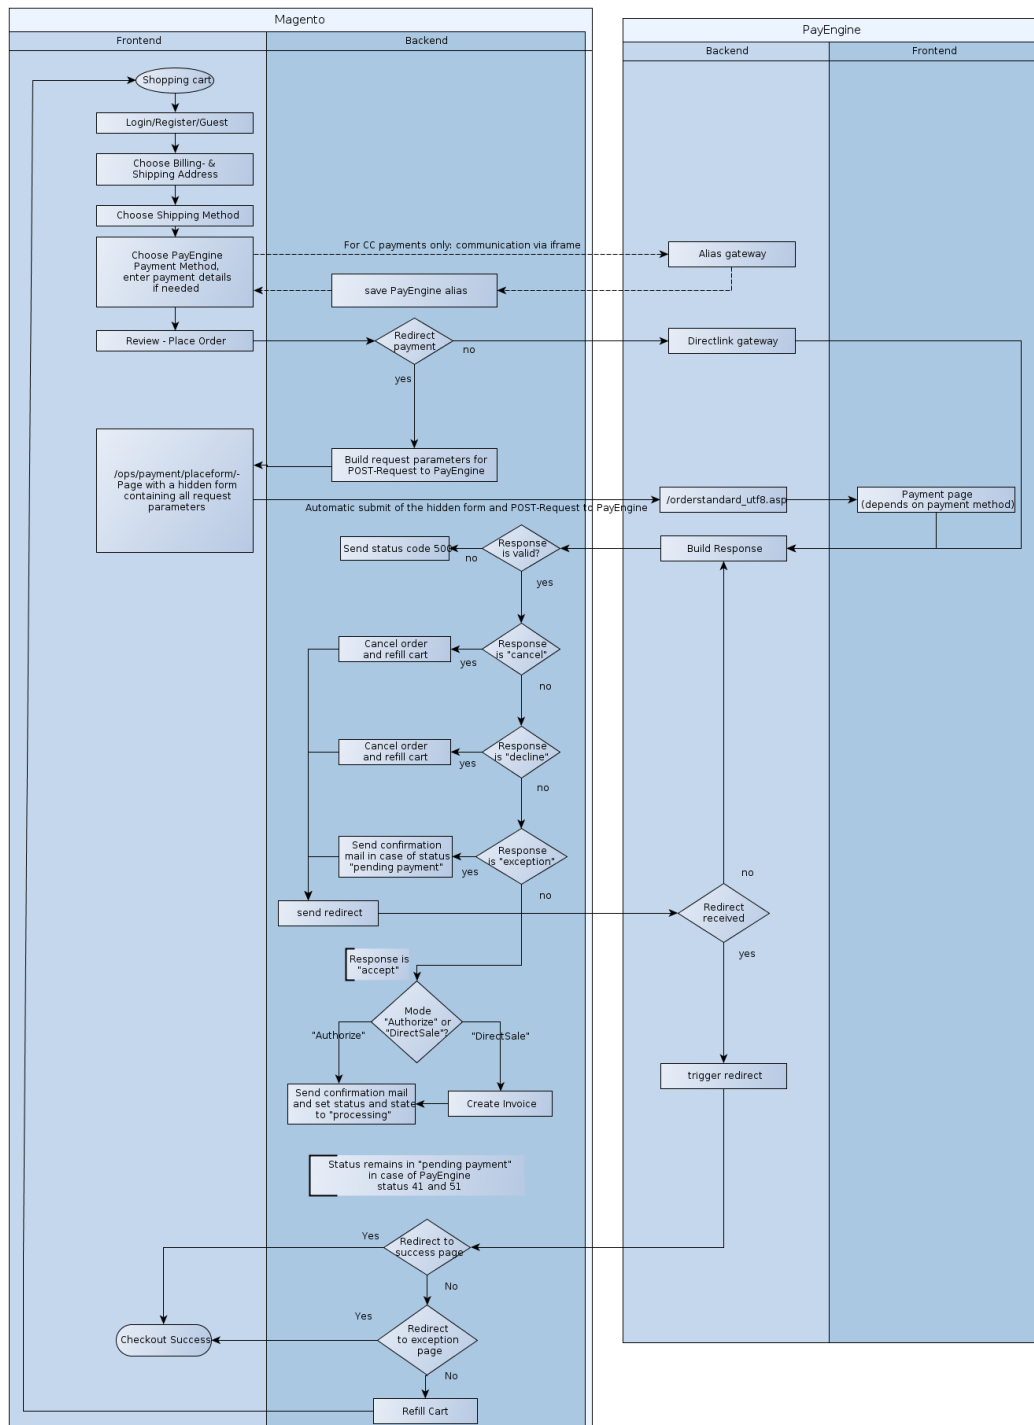 Magento
PayEngine
Frontend
Backend
Backend
Frontend
Shopping cart
Login/Register/Guest
Choose Billing- &
Shipping Address
Choose Shipping Method
For CC payments only: communication via iframe
Choose PayEngine
Payment Method,
enter payment details
if needed
Alias gateway
save PayEngine alias
Review - Place Order
Redirect
payment
no
yes
Directlink gateway
Build request parameters for
POST-Request to PayEngine
/ops/payment/placeform/-
Page with a hidden form
containing all request
parameters
Automatic submit of the hidden form and POST-Request to PayEngine
/orderstandard_utf8.asp
Payment page
(depends on payment method)
Send status code 500
no
Response
is valid?
yes
Build Response
Cancel order
and refill cart
yes
Response
is "cancel"
no
Cancel order
and refill cart
yes
Response
is "decline"
no
Send confirmation
mail in case of status
"pending payment"
yes
Response
is "exception"
no
send redirect
no
Redirect
received
yes
Response is
"accept"
Mode
"Authorize" or
"DirectSale"?
"Authorize"
"DirectSale"
trigger redirect
Send confirmation mail
and set status and state
to "processing"
Create Invoice
Status remains in "pending payment"
in case of PayEngine
status 41 and 51
Yes
Redirect to
success page
No
Yes
Checkout Success
Redirect
to exception
page
No
Refill Cart